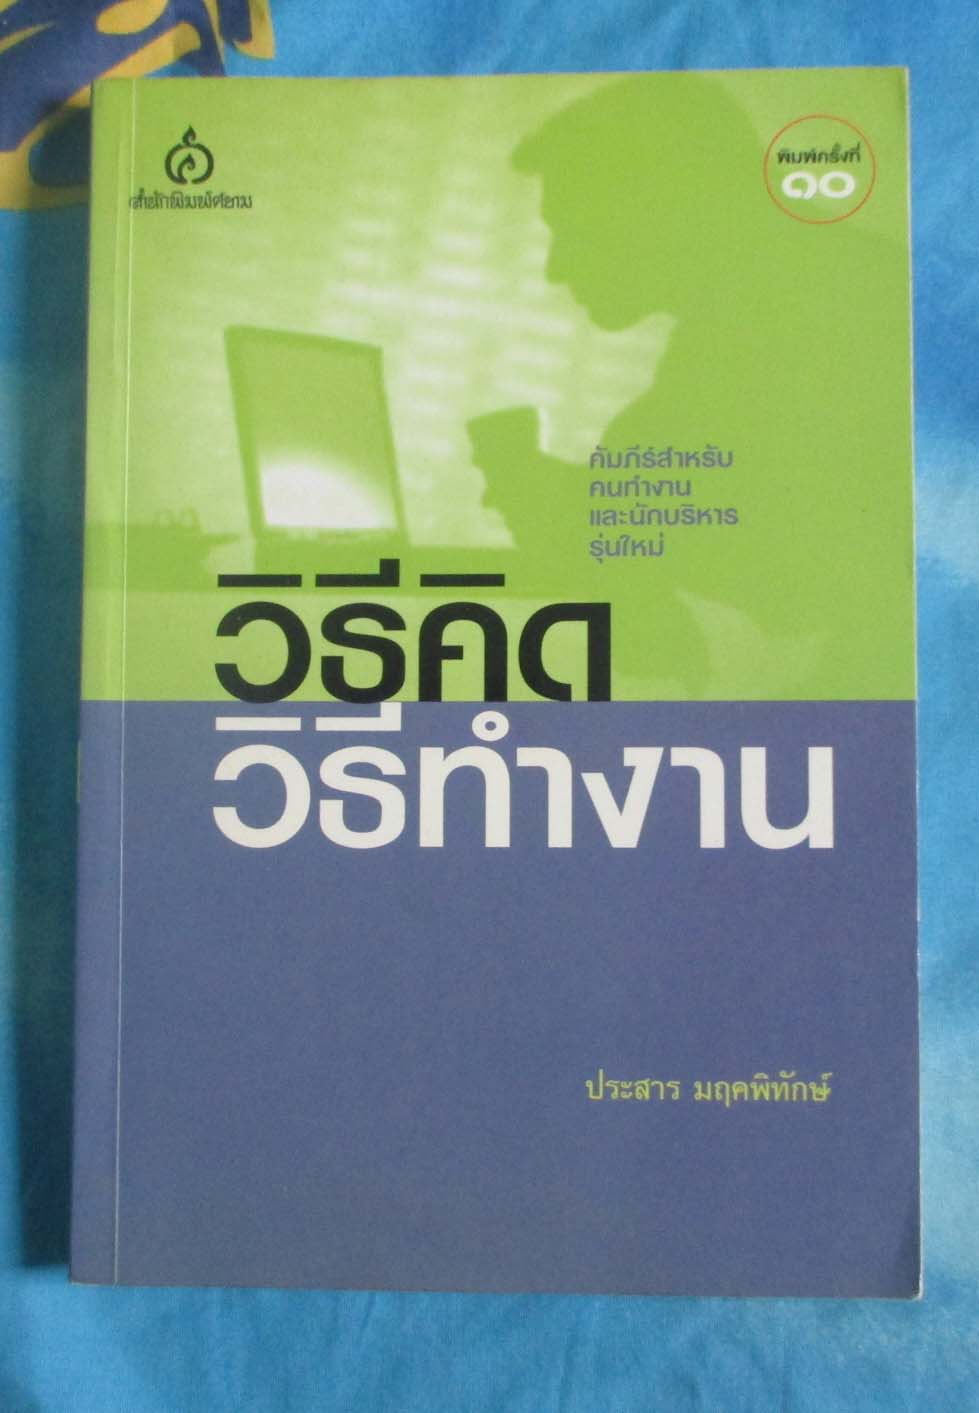 สำนักพิมพ์สยาม
พิมพ์ครั้งที่
๑๐
คัมภีร์สำหรับ
คนทำงาน
และนักบริหาร
รุ่นใหม่
วิธีคิด
วิธีทำงาน
ประสาร มฤคพิทักษ์